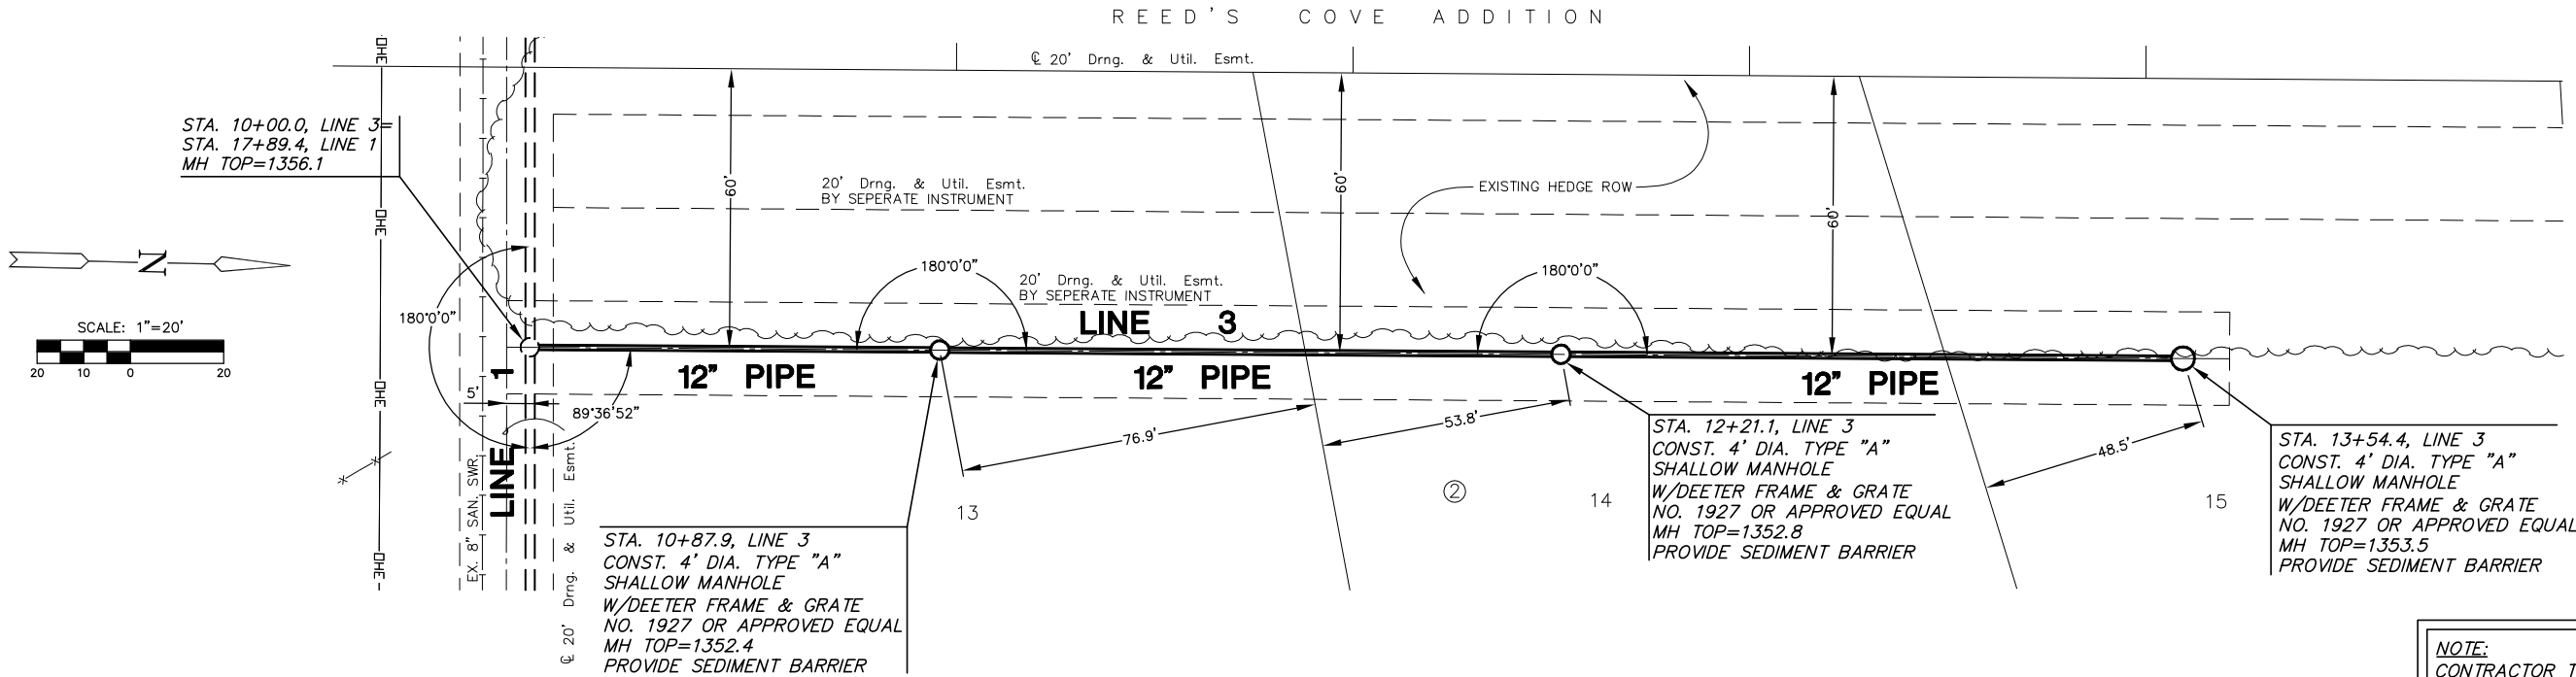 REED'S COVE ADDITION
℄ 20' Drng. & Util. Esmt.
OHE
STA. 10+00.0, LINE 3=
STA. 17+89.4, LINE 1
MH TOP=1356.1
60'
60'
60'
20' Drng. & Util. Esmt.
BY SEPERATE INSTRUMENT
EXISTING HEDGE ROW
OHE
N
180°0'0"
180°0'0"
20' Drng. & Util. Esmt.
BY SEPERATE INSTRUMENT
SCALE: 1"=20'
20 10 0 20
180°0'0"
LINE 3
12" PIPE
12" PIPE
12" PIPE
OHE
5'
89°36'52"
LINE 1
EX. 8" SAN. SWR.
℄ 20' Drng. & Util. Esmt.
76.9'
53.8'
48.5'
STA. 12+21.1, LINE 3
CONST. 4' DIA. TYPE "A"
SHALLOW MANHOLE
W/DEETER FRAME & GRATE
NO. 1927 OR APPROVED EQUAL
MH TOP=1352.8
PROVIDE SEDIMENT BARRIER
STA. 13+54.4, LINE 3
CONST. 4' DIA. TYPE "A"
SHALLOW MANHOLE
W/DEETER FRAME & GRATE
NO. 1927 OR APPROVED EQUAL
MH TOP=1353.5
PROVIDE SEDIMENT BARRIER
13
2
14
15
OHE
STA. 10+87.9, LINE 3
CONST. 4' DIA. TYPE "A"
SHALLOW MANHOLE
W/DEETER FRAME & GRATE
NO. 1927 OR APPROVED EQUAL
MH TOP=1352.4
PROVIDE SEDIMENT BARRIER
NOTE:
CONTRACTOR T